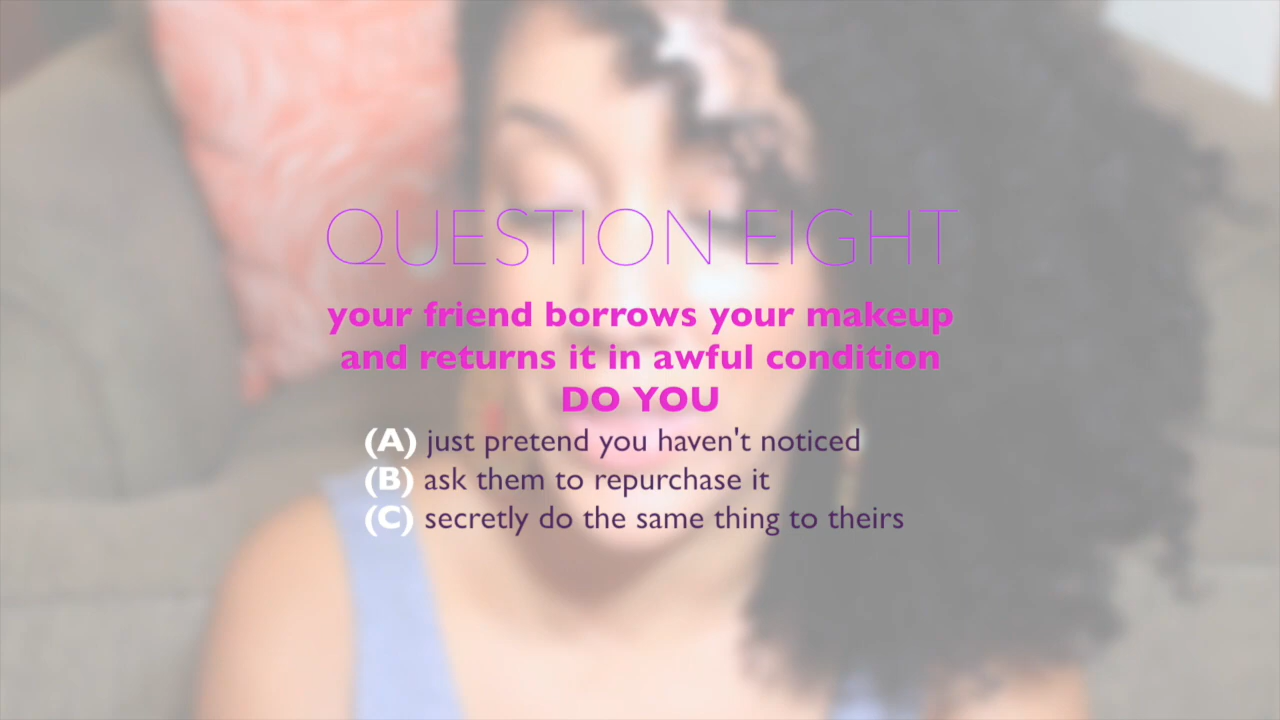 QUESTION EIGHT
your friend borrows your makeup
and returns it in awful condition
DO YOU
(A) just pretend you haven't noticed
(B) ask them to repurchase it
(C) secretly do the same thing to theirs